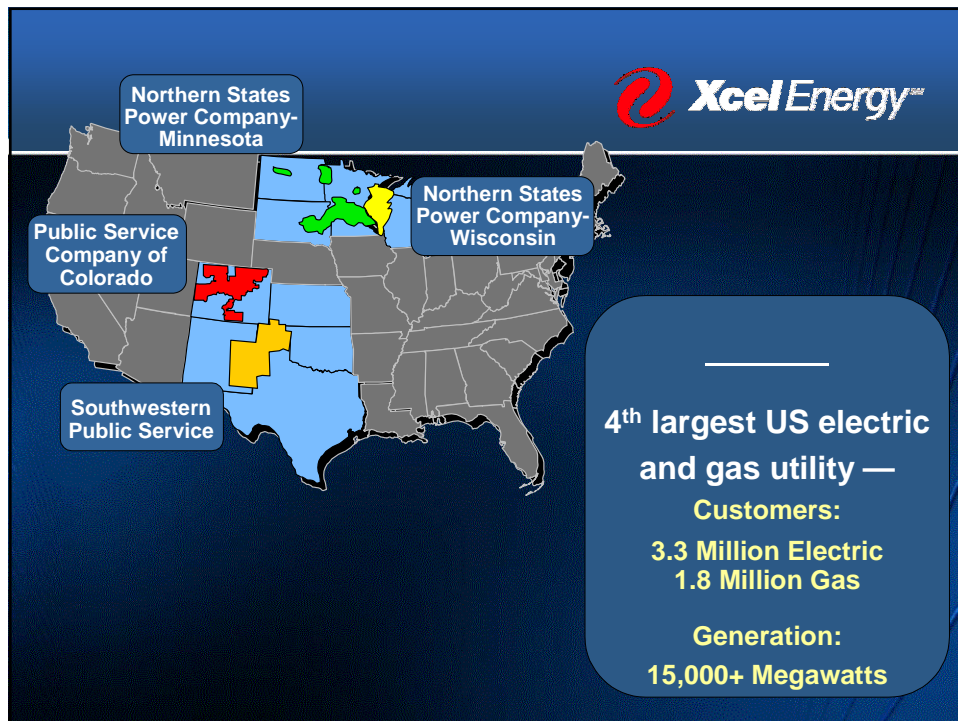 Northern States
Power Company-
Minnesota
Xcel Energy℠
Northern States
Power Company-
Wisconsin
Public Service
Company of
Colorado
Southwestern
Public Service
4th largest US electric
and gas utility —
Customers:
3.3 Million Electric
1.8 Million Gas
Generation:
15,000+ Megawatts